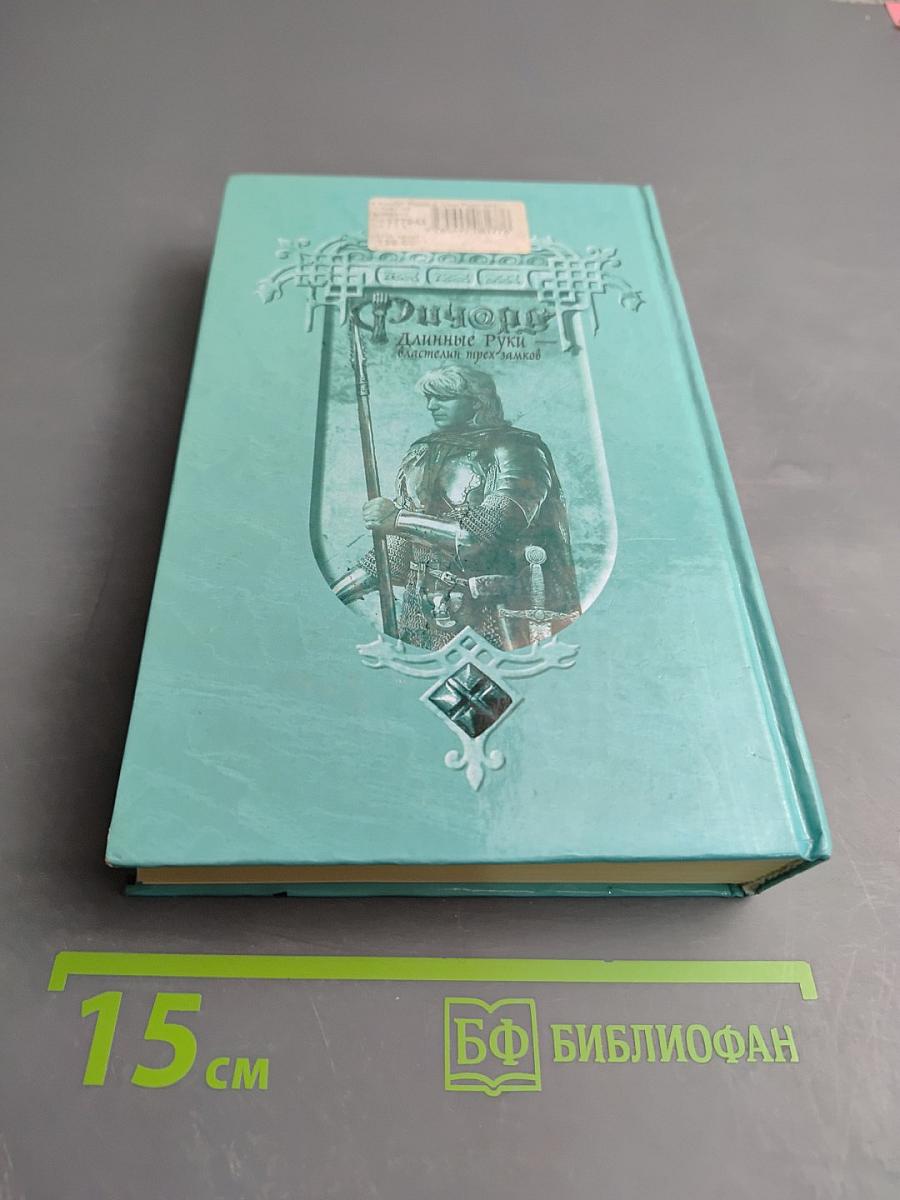 Ричард
Длинные Руки —
властелин трех замков
15 см
БФ БИБЛИОФАН